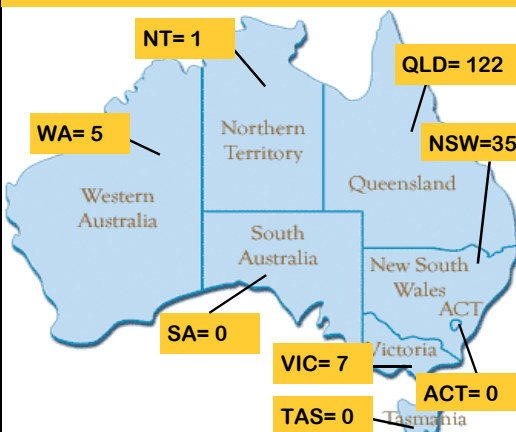 NT= 1
QLD= 122
WA= 5
NSW=35
Northern
Territory
Queensland
Western
Australia
South
Australia
New South
Wales
ACT
SA= 0
Victoria
VIC= 7
ACT= 0
TAS= 0
Tasmania